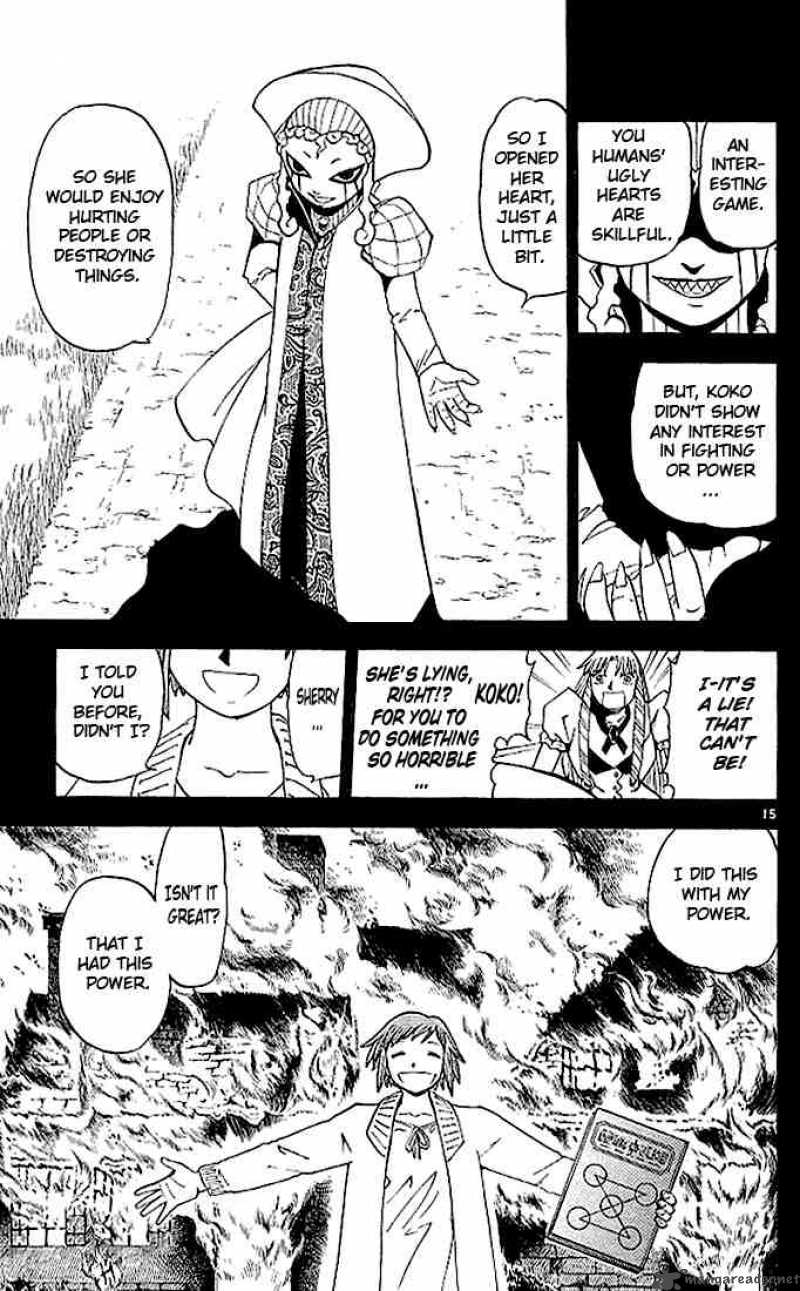 AN
INTER-
ESTING
GAME.
YOU
HUMANS'
UGLY
HEARTS
ARE
SKILLFUL.
BUT, KOKO
DIDN'T SHOW
ANY INTEREST
IN FIGHTING
OR POWER
...
SO I
OPENED
HER
HEART,
JUST A
LITTLE
BIT.
SO SHE
WOULD ENJOY
HURTING
PEOPLE OR
DESTROYING
THINGS.
I-IT'S
A LIE!
THAT
CAN'T
BE!
KOKO!
SHE'S LYING,
RIGHT!?
FOR YOU TO
DO SOMETHING
SO HORRIBLE
...
SHERRY
...
I TOLD
YOU
BEFORE,
DIDN'T I?
15
I DID THIS
WITH MY
POWER.
ISN'T IT
GREAT?
THAT I
HAD THIS
POWER.
mangareader.net